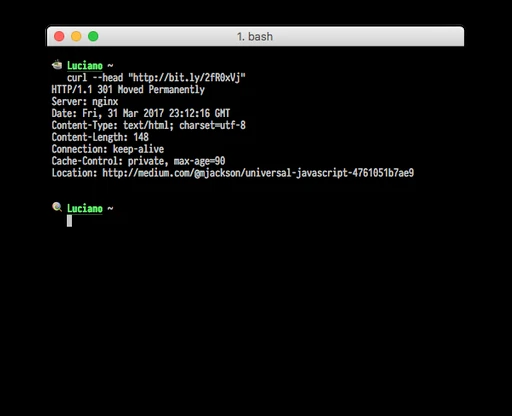 1. bash
Luciano ~
curl --head "http://bit.ly/2fR0xVj"
HTTP/1.1 301 Moved Permanently
Server: nginx
Date: Fri, 31 Mar 2017 23:12:16 GMT
Content-Type: text/html; charset=utf-8
Content-Length: 148
Connection: keep-alive
Cache-Control: private, max-age=90
Location: http://medium.com/@mjackson/universal-javascript-4761051b7ae9
Luciano ~